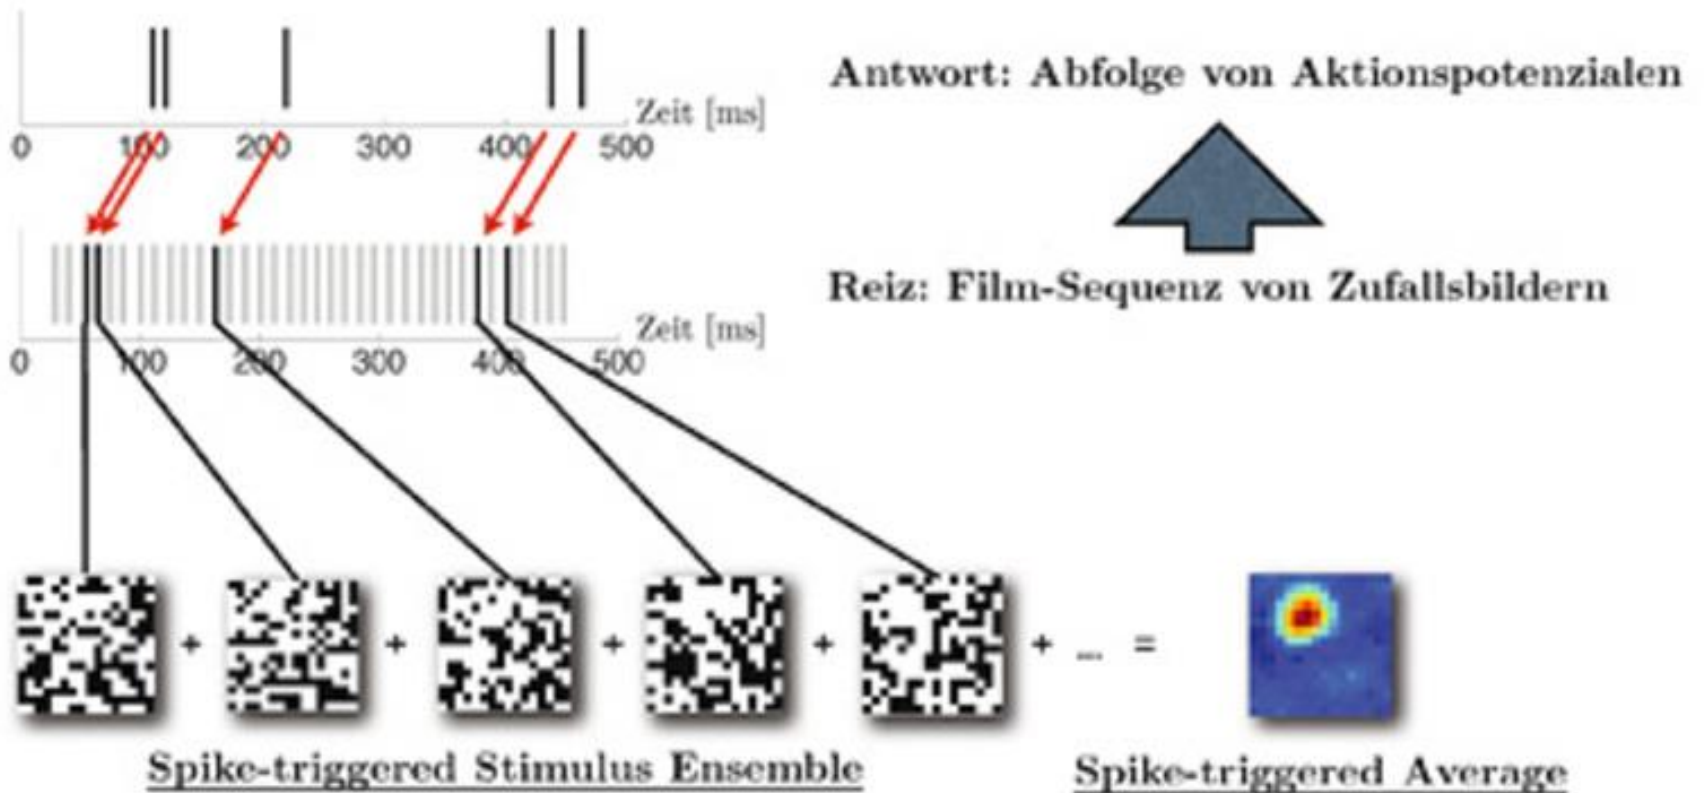 Antwort: Abfolge von Aktionspotenzialen
Zeit [ms]
0 100 200 300 400 500
Reiz: Film-Sequenz von Zufallsbildern
Zeit [ms]
0 100 200 300 400 500
+ + + + + ... =
Spike-triggered Stimulus Ensemble
Spike-triggered Average